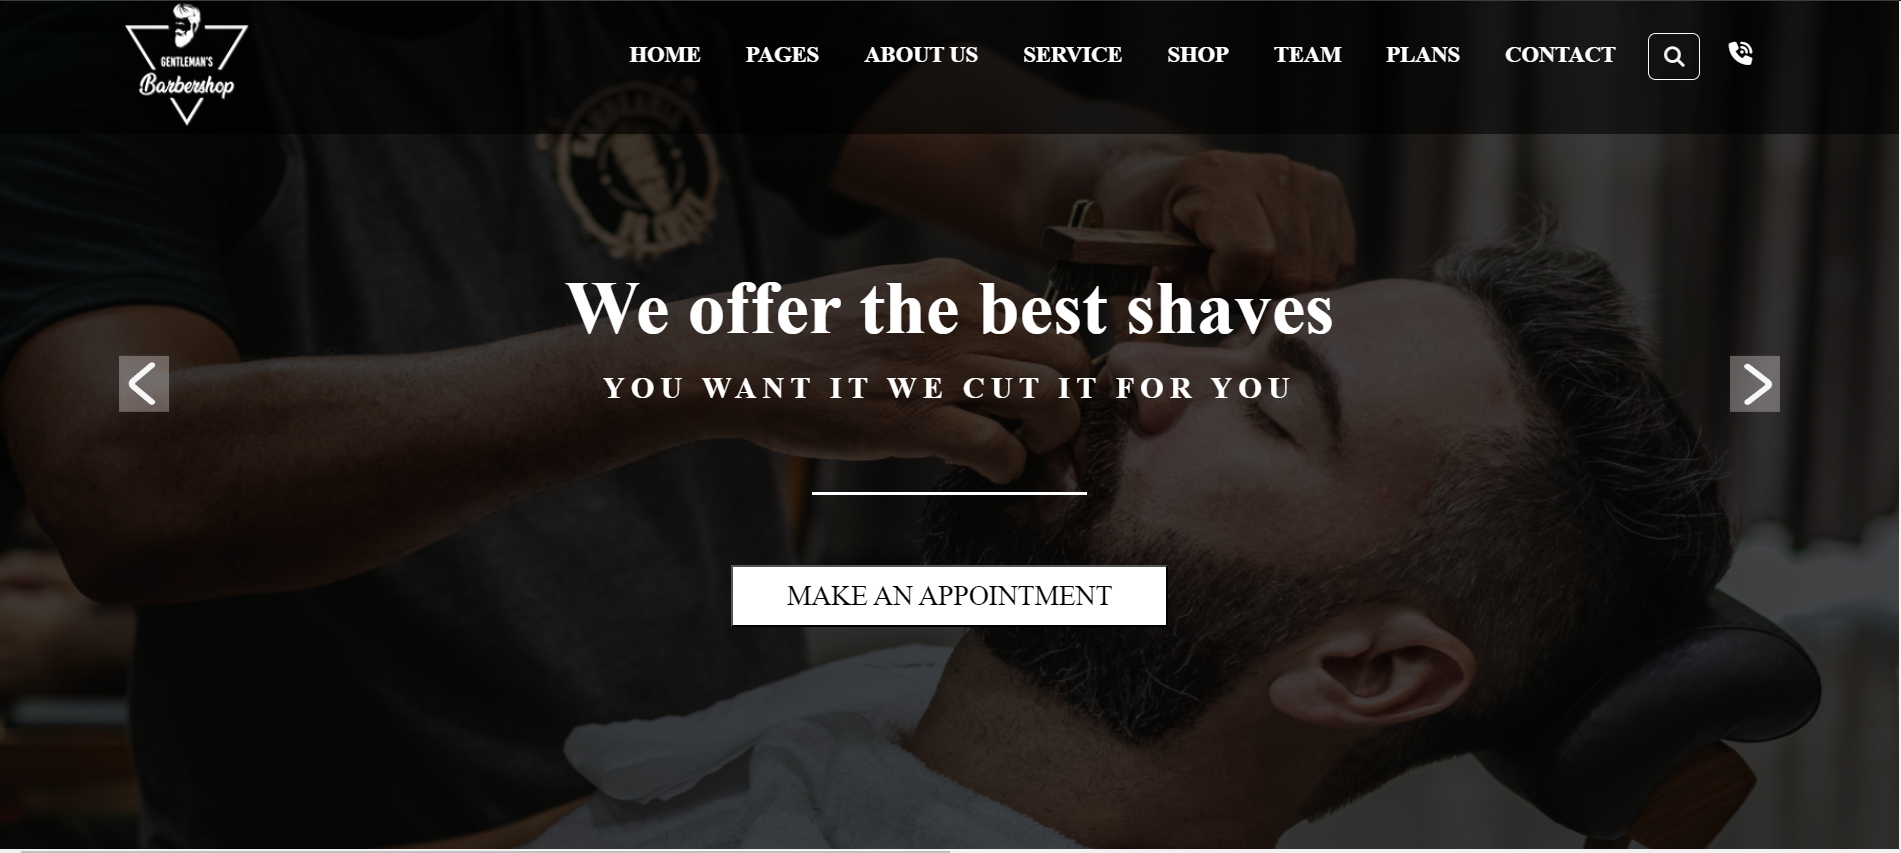 GENTLEMAN'S
Barbershop
HOME PAGES ABOUT US SERVICE SHOP TEAM PLANS CONTACT
We offer the best shaves
YOU WANT IT WE CUT IT FOR YOU
MAKE AN APPOINTMENT